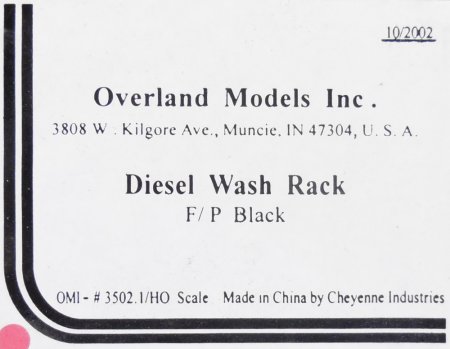 10/2002
Overland Models Inc.
3808 W. Kilgore Ave., Muncie, IN 47304, U. S. A.
Diesel Wash Rack
F/P Black
OMI - # 3502.1/HO Scale Made in China by Cheyenne Industries